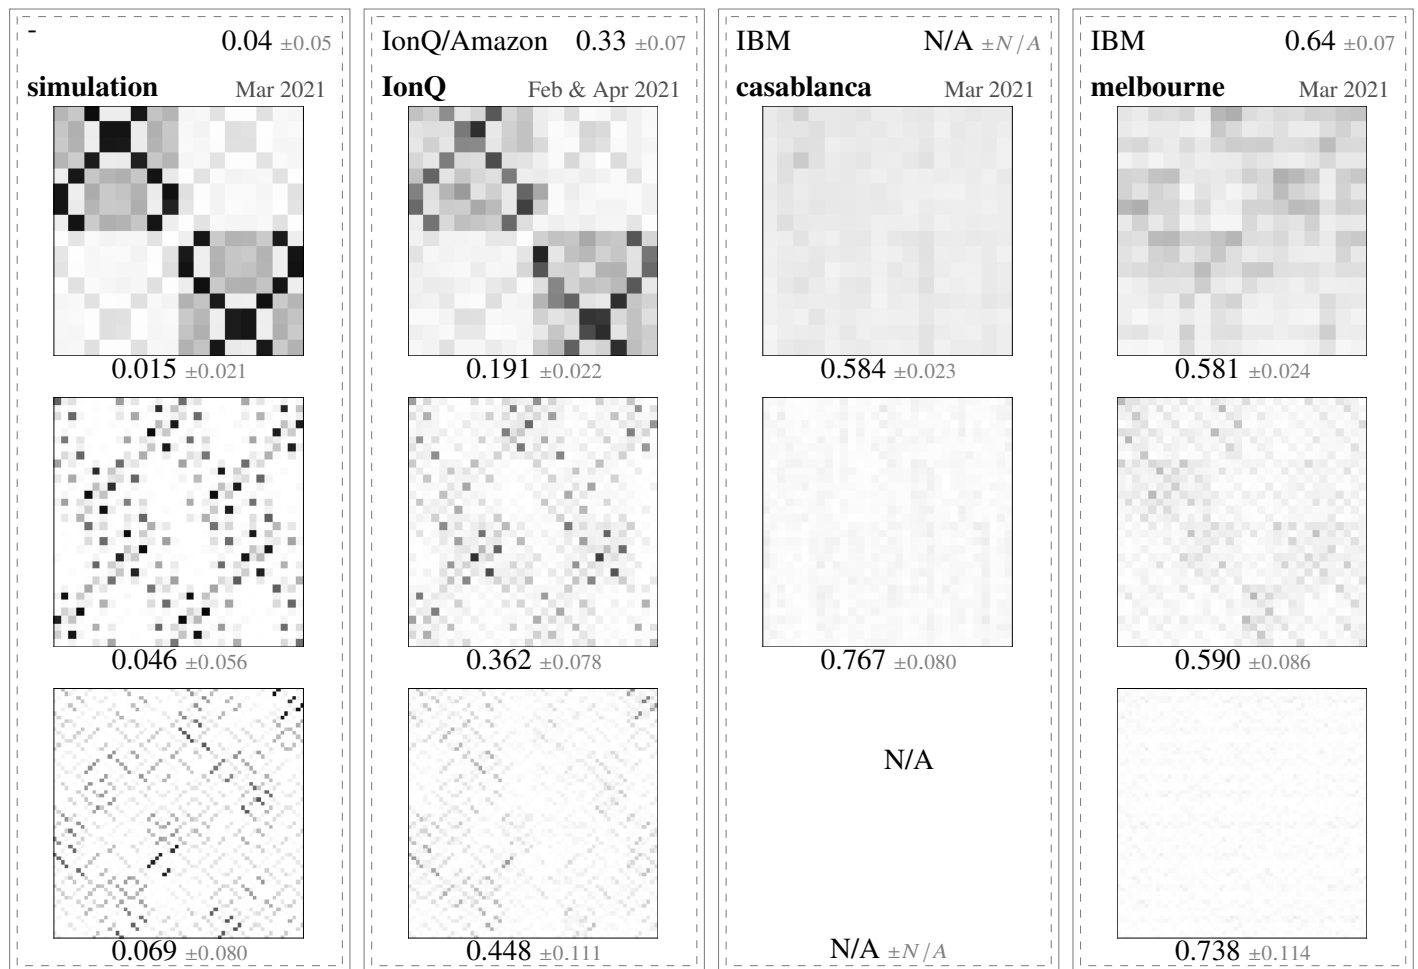 - 0.04 ±0.05
simulation Mar 2021
0.015 ±0.021
0.046 ±0.056
0.069 ±0.080
IonQ/Amazon 0.33 ±0.07
IonQ Feb & Apr 2021
0.191 ±0.022
0.362 ±0.078
0.448 ±0.111
IBM N/A ±N/A
casablanca Mar 2021
0.584 ±0.023
0.767 ±0.080
N/A
N/A ±N/A
IBM 0.64 ±0.07
melbourne Mar 2021
0.581 ±0.024
0.590 ±0.086
0.738 ±0.114